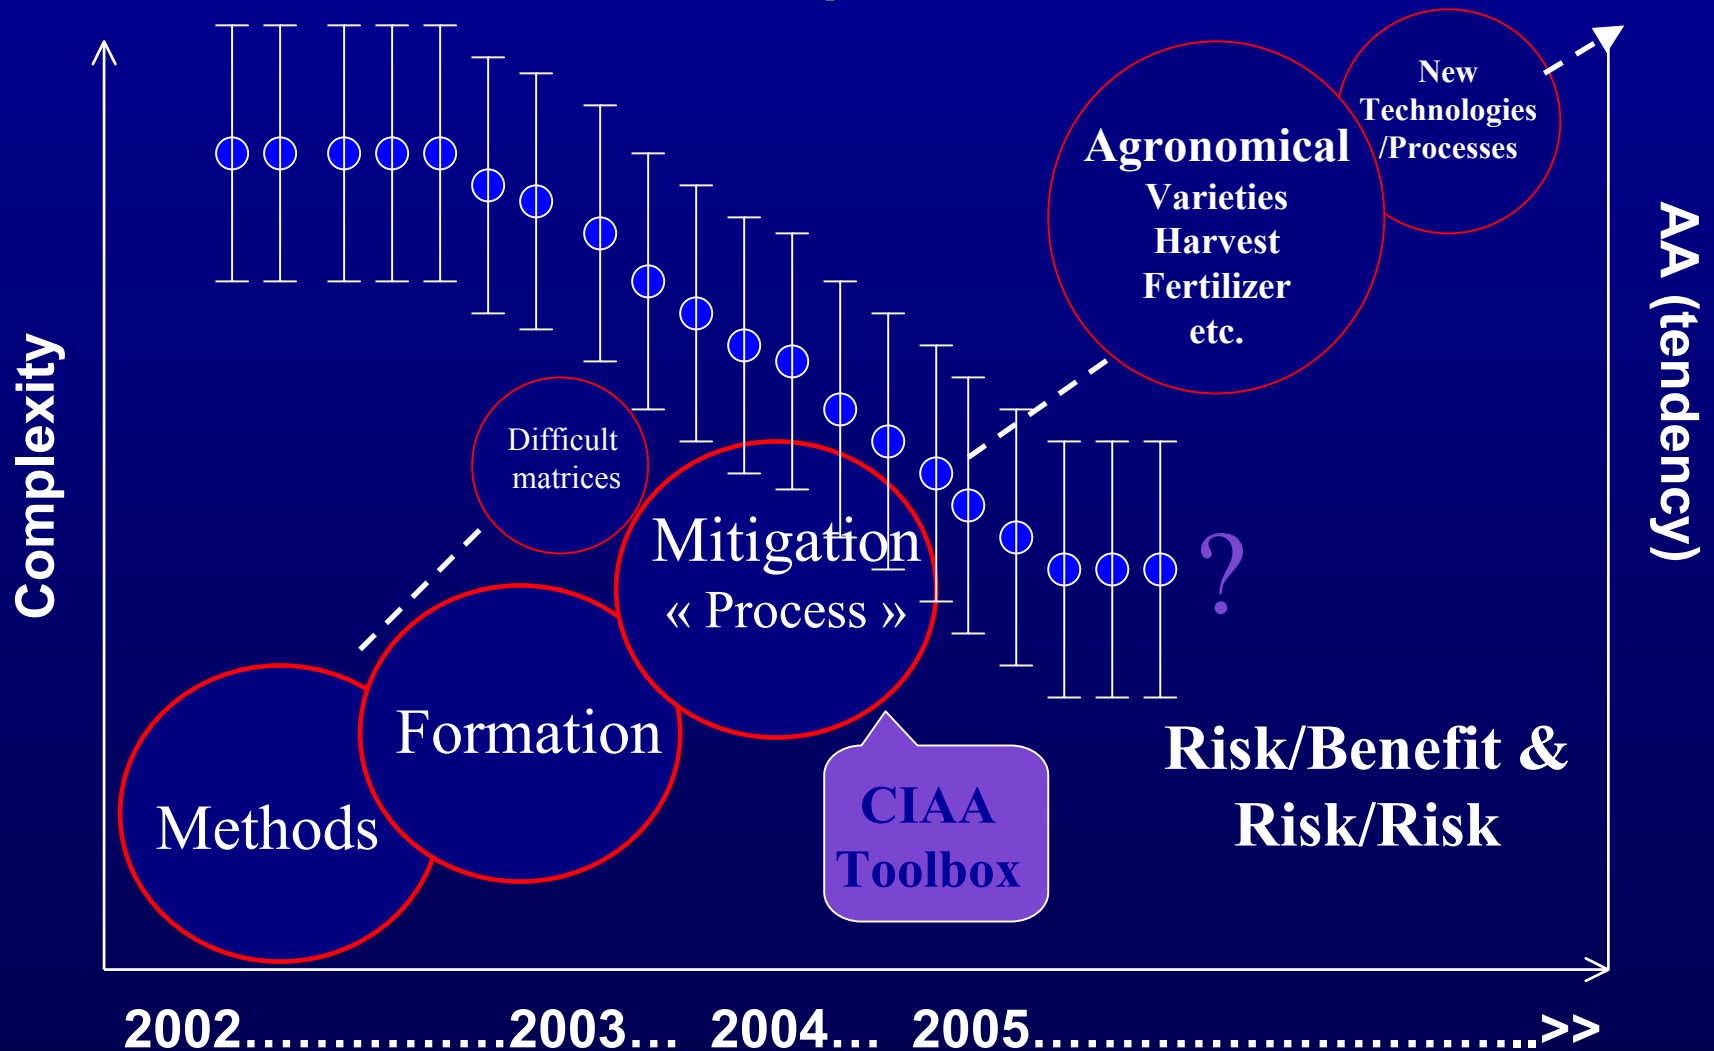 New
Technologies
/Processes
Agronomical
Varieties
Harvest
Fertilizer
etc.
AA (tendency)
Complexity
Difficult
matrices
Mitigation
« Process »
?
Formation
Methods
CIAA
Toolbox
Risk/Benefit &
Risk/Risk
2002……………2003… 2004… 2005………………………...>>